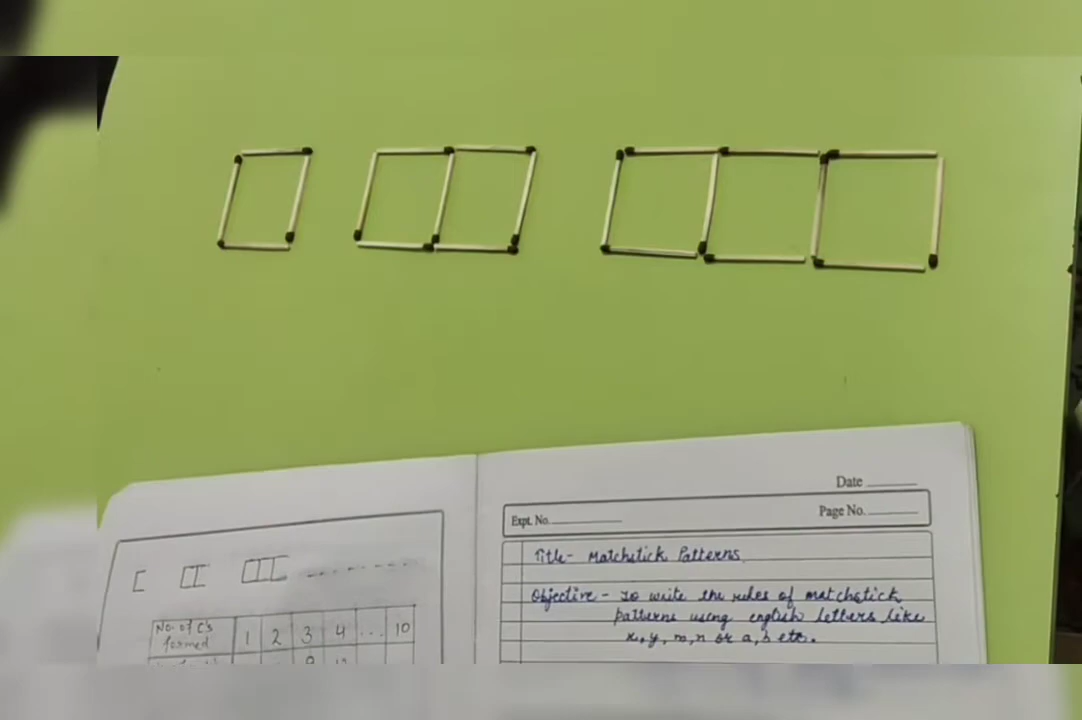 Date
Expt. No.
Page No.
Title - Matchstick Patterns
Objective - To write the rules of matchstick
patterns using english letters like
x, y, m, n or a, b etc.
No. of C's
formed 1 2 3 4 ... 10